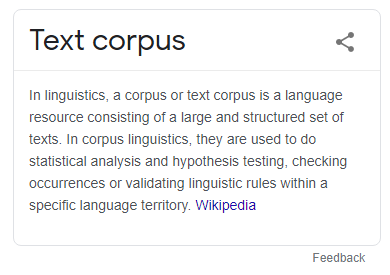 Text corpus
In linguistics, a corpus or text corpus is a language
resource consisting of a large and structured set of
texts. In corpus linguistics, they are used to do
statistical analysis and hypothesis testing, checking
occurrences or validating linguistic rules within a
specific language territory. Wikipedia
Feedback